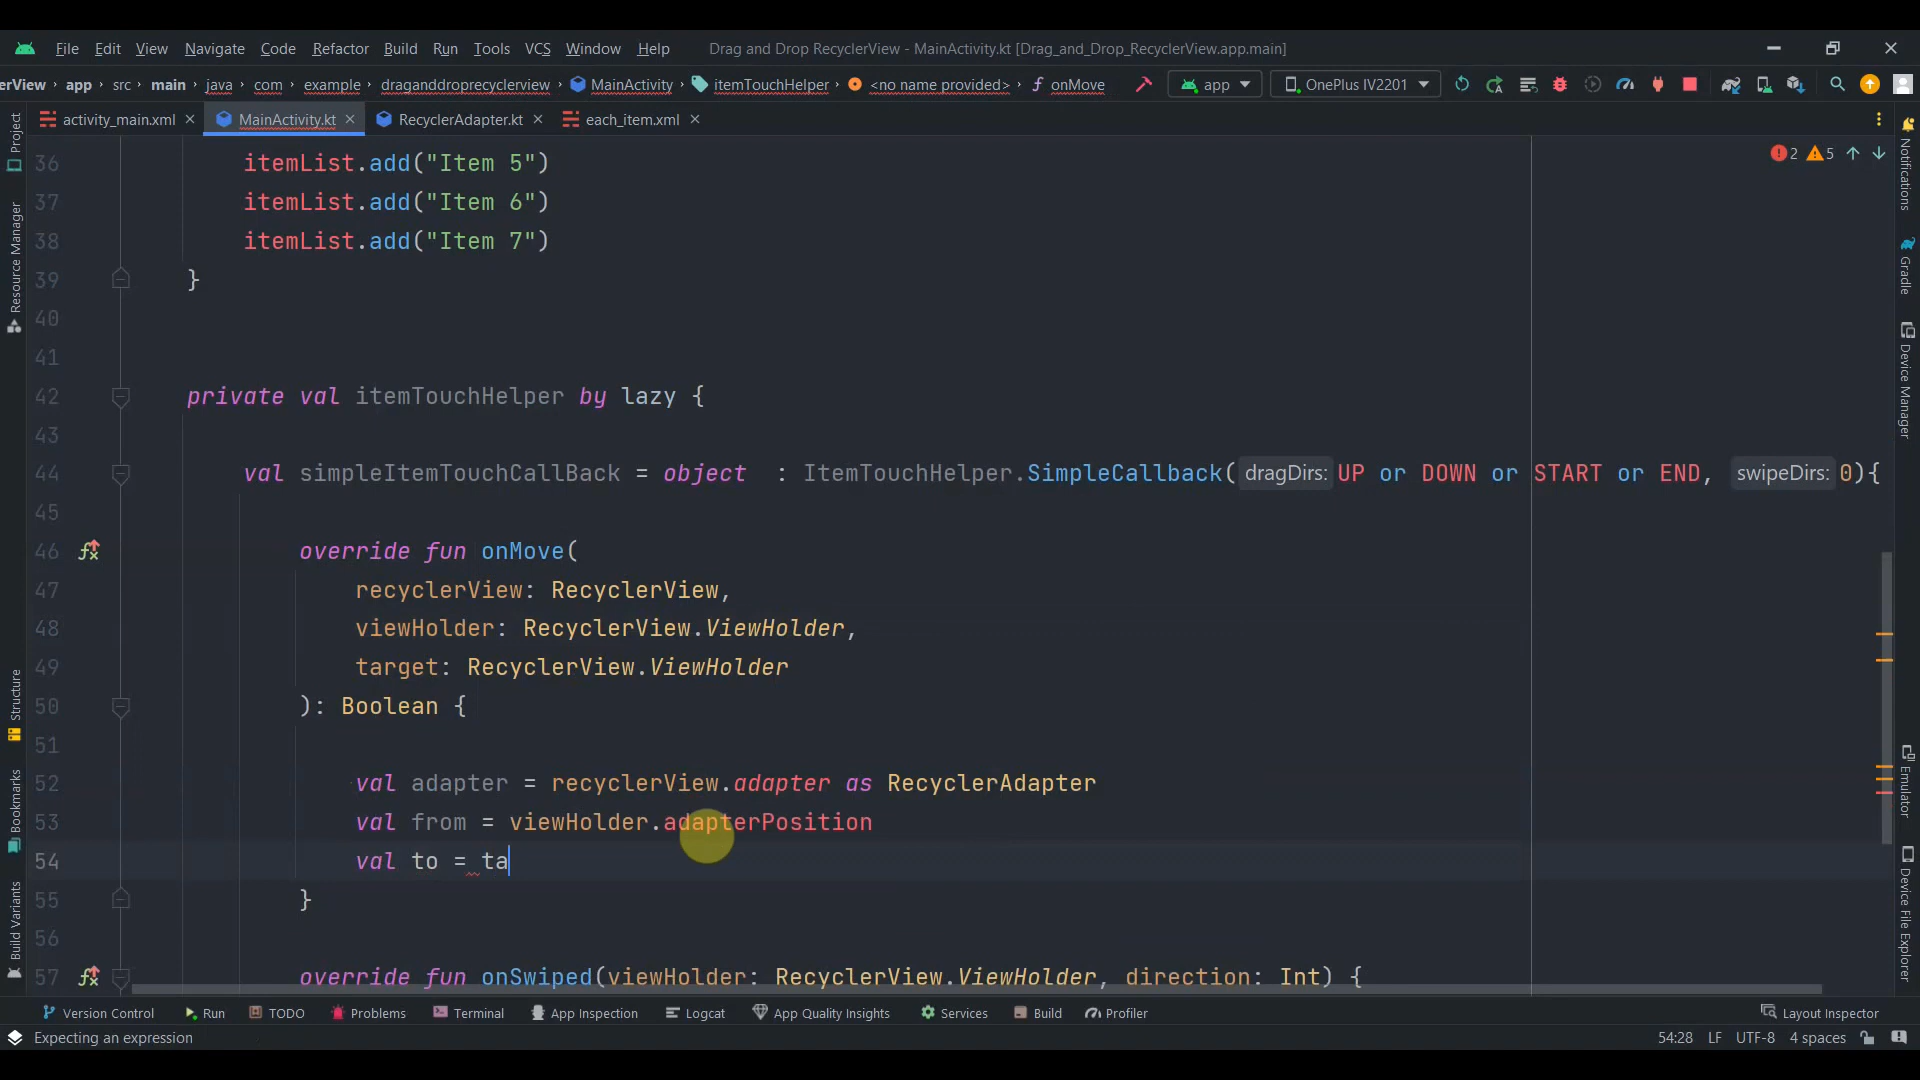 File Edit View Navigate Code Refactor Build Run Tools VCS Window Help Drag and Drop RecyclerView - MainActivity.kt [Drag_and_Drop_RecyclerView.app.main]
erView app src main java com example draganddroprecyclerview MainActivity itemTouchHelper <no name provided> onMove app OnePlus IV2201
activity_main.xml MainActivity.kt RecyclerAdapter.kt each_item.xml
2 5
36 itemList.add("Item 5")
37 itemList.add("Item 6")
38 itemList.add("Item 7")
39 }
40
41
42 private val itemTouchHelper by lazy {
43
44 val simpleItemTouchCallBack = object : ItemTouchHelper.SimpleCallback( dragDirs: UP or DOWN or START or END, swipeDirs: 0){
45
46 override fun onMove(
47 recyclerView: RecyclerView,
48 viewHolder: RecyclerView.ViewHolder,
49 target: RecyclerView.ViewHolder
50 ): Boolean {
51
52 val adapter = recyclerView.adapter as RecyclerAdapter
53 val from = viewHolder.adapterPosition
54 val to = ta
55 }
56
57 override fun onSwiped(viewHolder: RecyclerView.ViewHolder, direction: Int) {
Project
Resource Manager
Structure
Bookmarks
Build Variants
Notifications
Gradle
Device Manager
Emulator
Device File Explorer
Version Control Run TODO Problems Terminal App Inspection Logcat App Quality Insights Services Build Profiler Layout Inspector
Expecting an expression 54:28 LF UTF-8 4 spaces